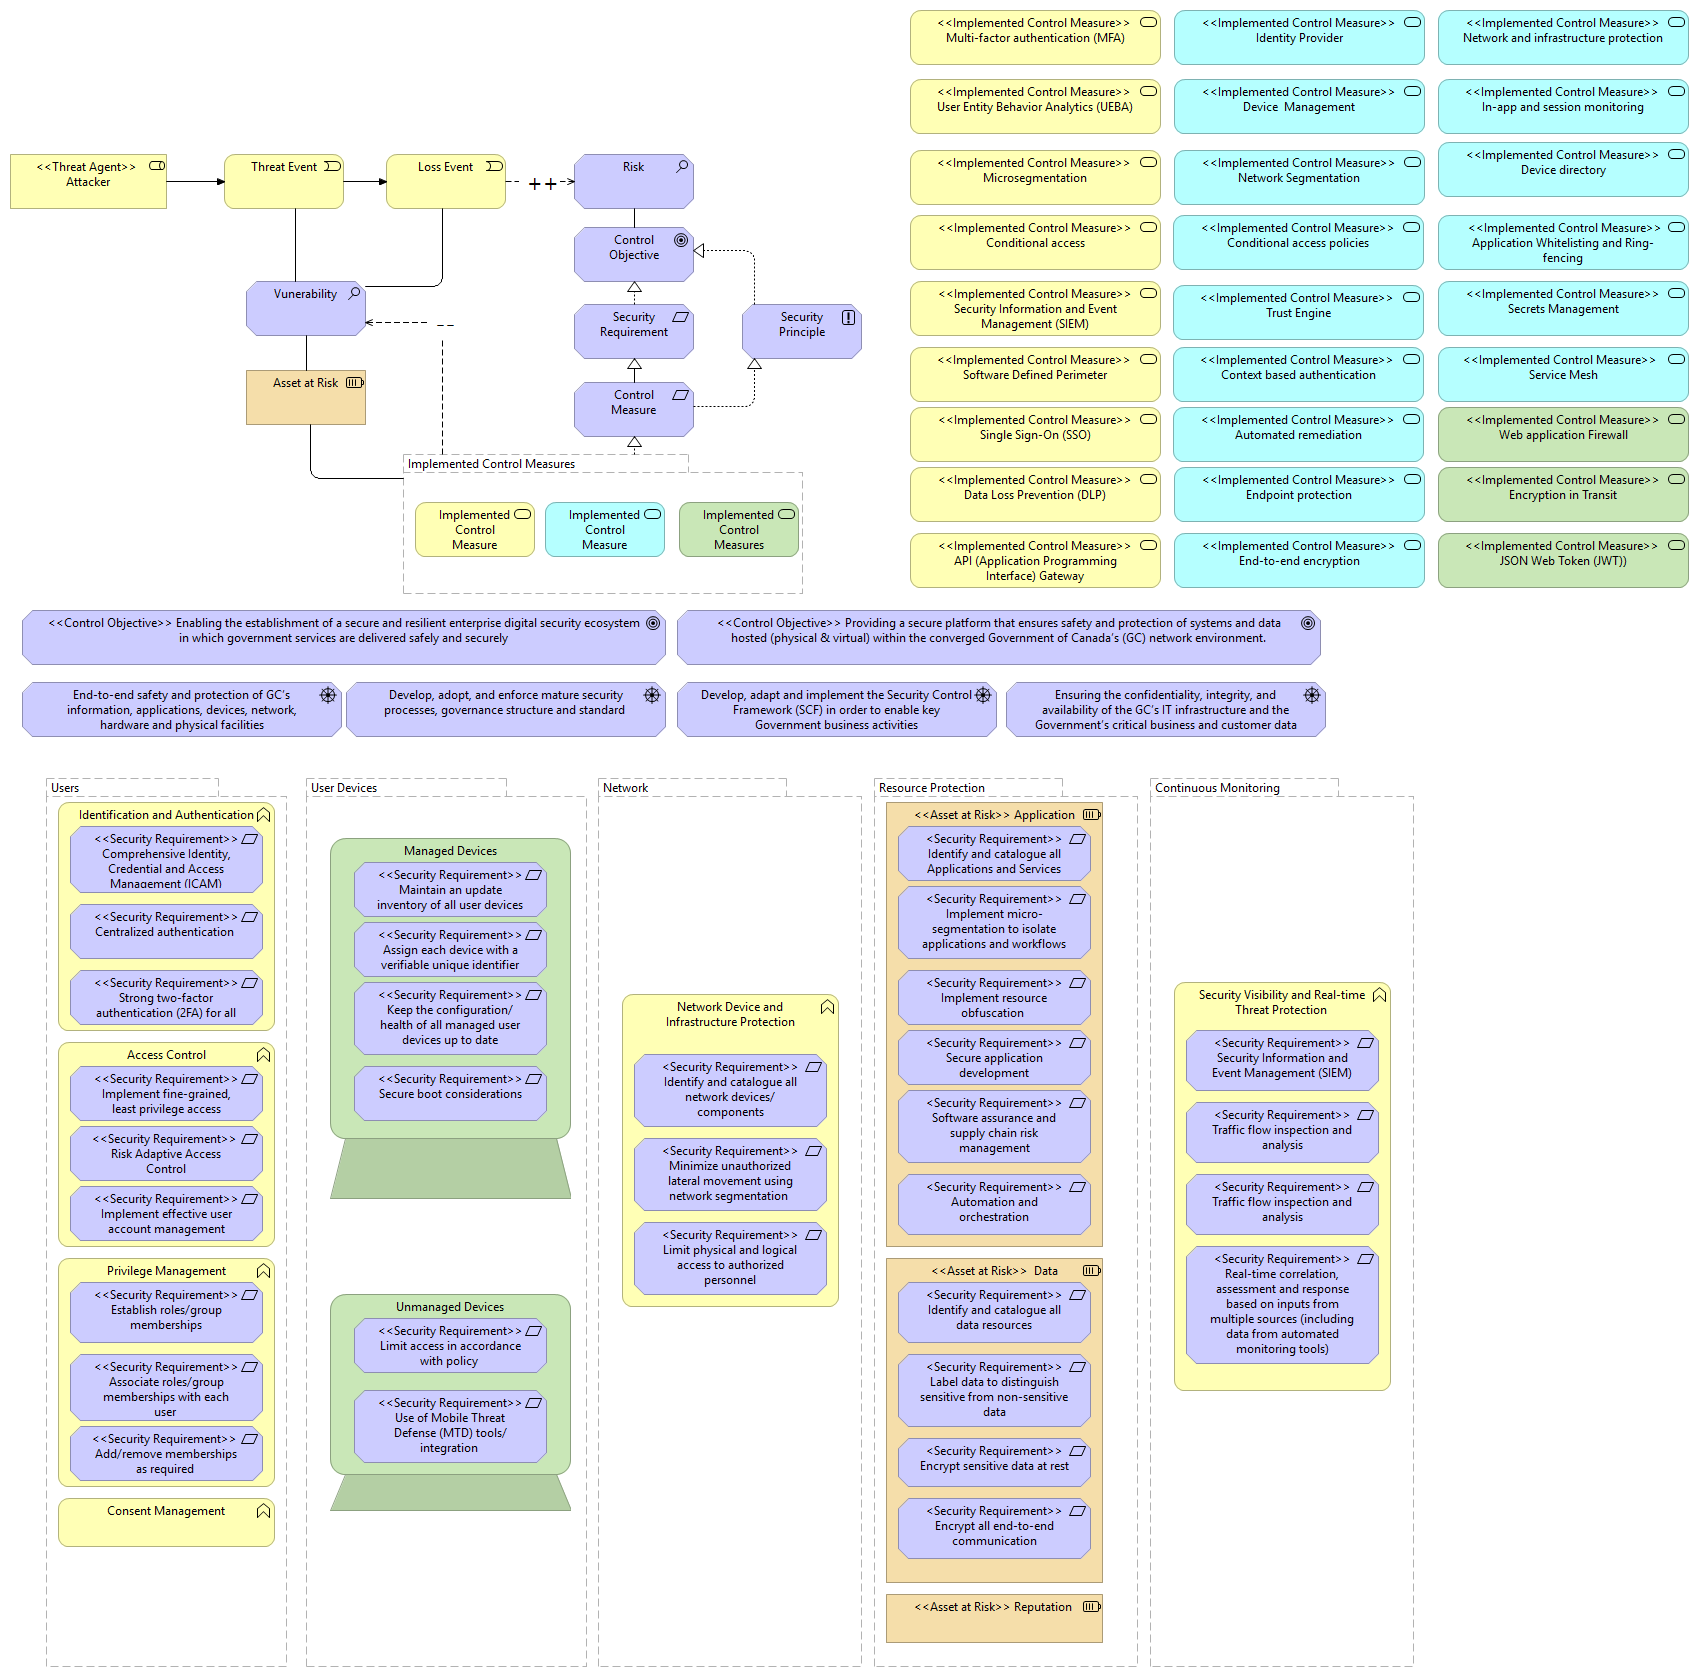 <<Implemented Control Measure>>
Multi-factor authentication (MFA)
<<Implemented Control Measure>>
Identity Provider
<<Implemented Control Measure>>
Network and infrastructure protection
<<Implemented Control Measure>>
User Entity Behavior Analytics (UEBA)
<<Implemented Control Measure>>
Device  Management
<<Implemented Control Measure>>
In-app and session monitoring
<<Implemented Control Measure>>
Microsegmentation
<<Implemented Control Measure>>
Network Segmentation
<<Implemented Control Measure>>
Device directory
<<Implemented Control Measure>>
Conditional access
<<Implemented Control Measure>>
Conditional access policies
<<Implemented Control Measure>>
Application Whitelisting and Ring-
fencing
<<Implemented Control Measure>>
Security Information and Event
Management (SIEM)
<<Implemented Control Measure>>
Trust Engine
<<Implemented Control Measure>>
Secrets Management
<<Implemented Control Measure>>
Software Defined Perimeter
<<Implemented Control Measure>>
Context based authentication
<<Implemented Control Measure>>
Service Mesh
<<Implemented Control Measure>>
Single Sign-On (SSO)
<<Implemented Control Measure>>
Automated remediation
<<Implemented Control Measure>>
Web application Firewall
<<Implemented Control Measure>>
Data Loss Prevention (DLP)
<<Implemented Control Measure>>
Endpoint protection
<<Implemented Control Measure>>
Encryption in Transit
<<Implemented Control Measure>>
API (Application Programming
Interface) Gateway
<<Implemented Control Measure>>
End-to-end encryption
<<Implemented Control Measure>>
JSON Web Token (JWT))
<<Threat Agent>>
Attacker
Threat Event
Loss Event
++
Risk
Control
Objective
Vunerability
Security
Requirement
Security
Principle
Asset at Risk
Control
Measure
Implemented Control Measures
Implemented
Control
Measure
Implemented
Control
Measure
Implemented
Control
Measures
<<Control Objective>> Enabling the establishment of a secure and resilient enterprise digital security ecosystem
in which government services are delivered safely and securely
<<Control Objective>> Providing a secure platform that ensures safety and protection of systems and data
hosted (physical & virtual) within the converged Government of Canada's (GC) network environment.
End-to-end safety and protection of GC's
information, applications, devices, network,
hardware and physical facilities
Develop, adopt, and enforce mature security
processes, governance structure and standard
Develop, adapt and implement the Security Control
Framework (SCF) in order to enable key
Government business activities
Ensuring the confidentiality, integrity, and
availability of the GC's IT infrastructure and the
Government's critical business and customer data
Users
Identification and Authentication
<<Security Requirement>>
Comprehensive Identity,
Credential and Access
Management (ICAM)
<<Security Requirement>>
Centralized authentication
<<Security Requirement>>
Strong two-factor
authentication (2FA) for all
Access Control
<<Security Requirement>>
Implement fine-grained,
least privilege access
<<Security Requirement>>
Risk Adaptive Access
Control
<<Security Requirement>>
Implement effective user
account management
Privilege Management
<<Security Requirement>>
Establish roles/group
memberships
<<Security Requirement>>
Associate roles/group
memberships with each
user
<<Security Requirement>>
Add/remove memberships
as required
Consent Management
User Devices
Managed Devices
<<Security Requirement>>
Maintain an update
inventory of all user devices
<<Security Requirement>>
Assign each device with a
verifiable unique identifier
<<Security Requirement>>
Keep the configuration/
health of all managed user
devices up to date
<<Security Requirement>>
Secure boot considerations
Unmanaged Devices
<<Security Requirement>>
Limit access in accordance
with policy
<<Security Requirement>>
Use of Mobile Threat
Defense (MTD) tools/
integration
Network
Network Device and
Infrastructure Protection
<Security Requirement>>
Identify and catalogue all
network devices/
components
<Security Requirement>>
Minimize unauthorized
lateral movement using
network segmentation
<Security Requirement>>
Limit physical and logical
access to authorized
personnel
Resource Protection
<<Asset at Risk>> Application
<Security Requirement>>
Identify and catalogue all
Applications and Services
<Security Requirement>>
Implement micro-
segmentation to isolate
applications and workflows
<Security Requirement>>
Implement resource
obfuscation
<Security Requirement>>
Secure application
development
<Security Requirement>>
Software assurance and
supply chain risk
management
<Security Requirement>>
Automation and
orchestration
<<Asset at Risk>>  Data
<Security Requirement>>
Identify and catalogue all
data resources
<Security Requirement>>
Label data to distinguish
sensitive from non-sensitive
data
<Security Requirement>>
Encrypt sensitive data at rest
<Security Requirement>>
Encrypt all end-to-end
communication
<<Asset at Risk>> Reputation
Continuous Monitoring
Security Visibility and Real-time
Threat Protection
<Security Requirement>>
Security Information and
Event Management (SIEM)
<Security Requirement>>
Traffic flow inspection and
analysis
<Security Requirement>>
Traffic flow inspection and
analysis
<Security Requirement>>
Real-time correlation,
assessment and response
based on inputs from
multiple sources (including
data from automated
monitoring tools)